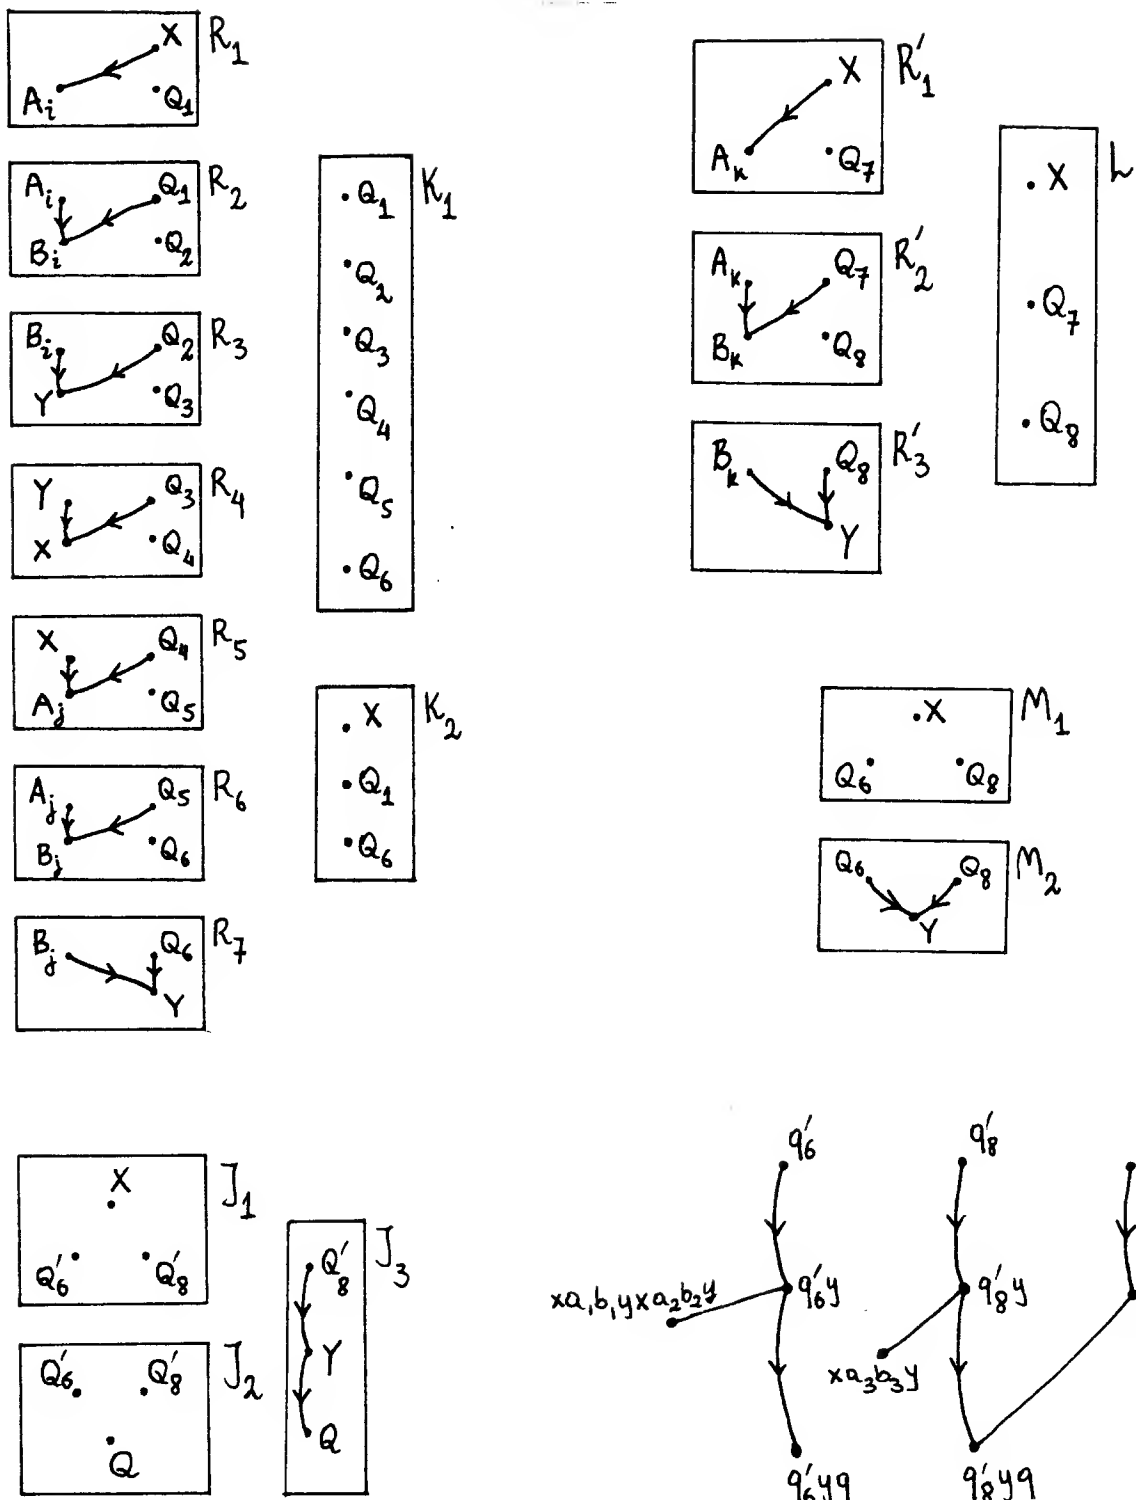 X R₁
Aᵢ Q₁
Aᵢ Q₁ R₂
Bᵢ Q₂
Bᵢ Q₂ R₃
Y Q₃
Y Q₃ R₄
X Q₄
X Q₄ R₅
Aⱼ Q₅
Aⱼ Q₅ R₆
Bⱼ Q₆
Bⱼ Q₆ R₇
Y
K₁
Q₁
Q₂
Q₃
Q₄
Q₅
Q₆
X K₂
Q₁
Q₆
X R′₁
Aₖ Q₇
Aₖ Q₇ R′₂
Bₖ Q₈
Bₖ Q₈ R′₃
Y
X L
Q₇
Q₈
X M₁
Q₆ Q₈
Q₆ Q₈ M₂
Y
X J₁
Q′₆ Q′₈
Q′₆ Q′₈ J₂
Q
Q′₈ J₃
Y
Q
q′₆ q′₈
xa₁b₁yxa₂b₂y q′₆y q′₈y
xa₃b₃y
q′₆yq q′₈yq